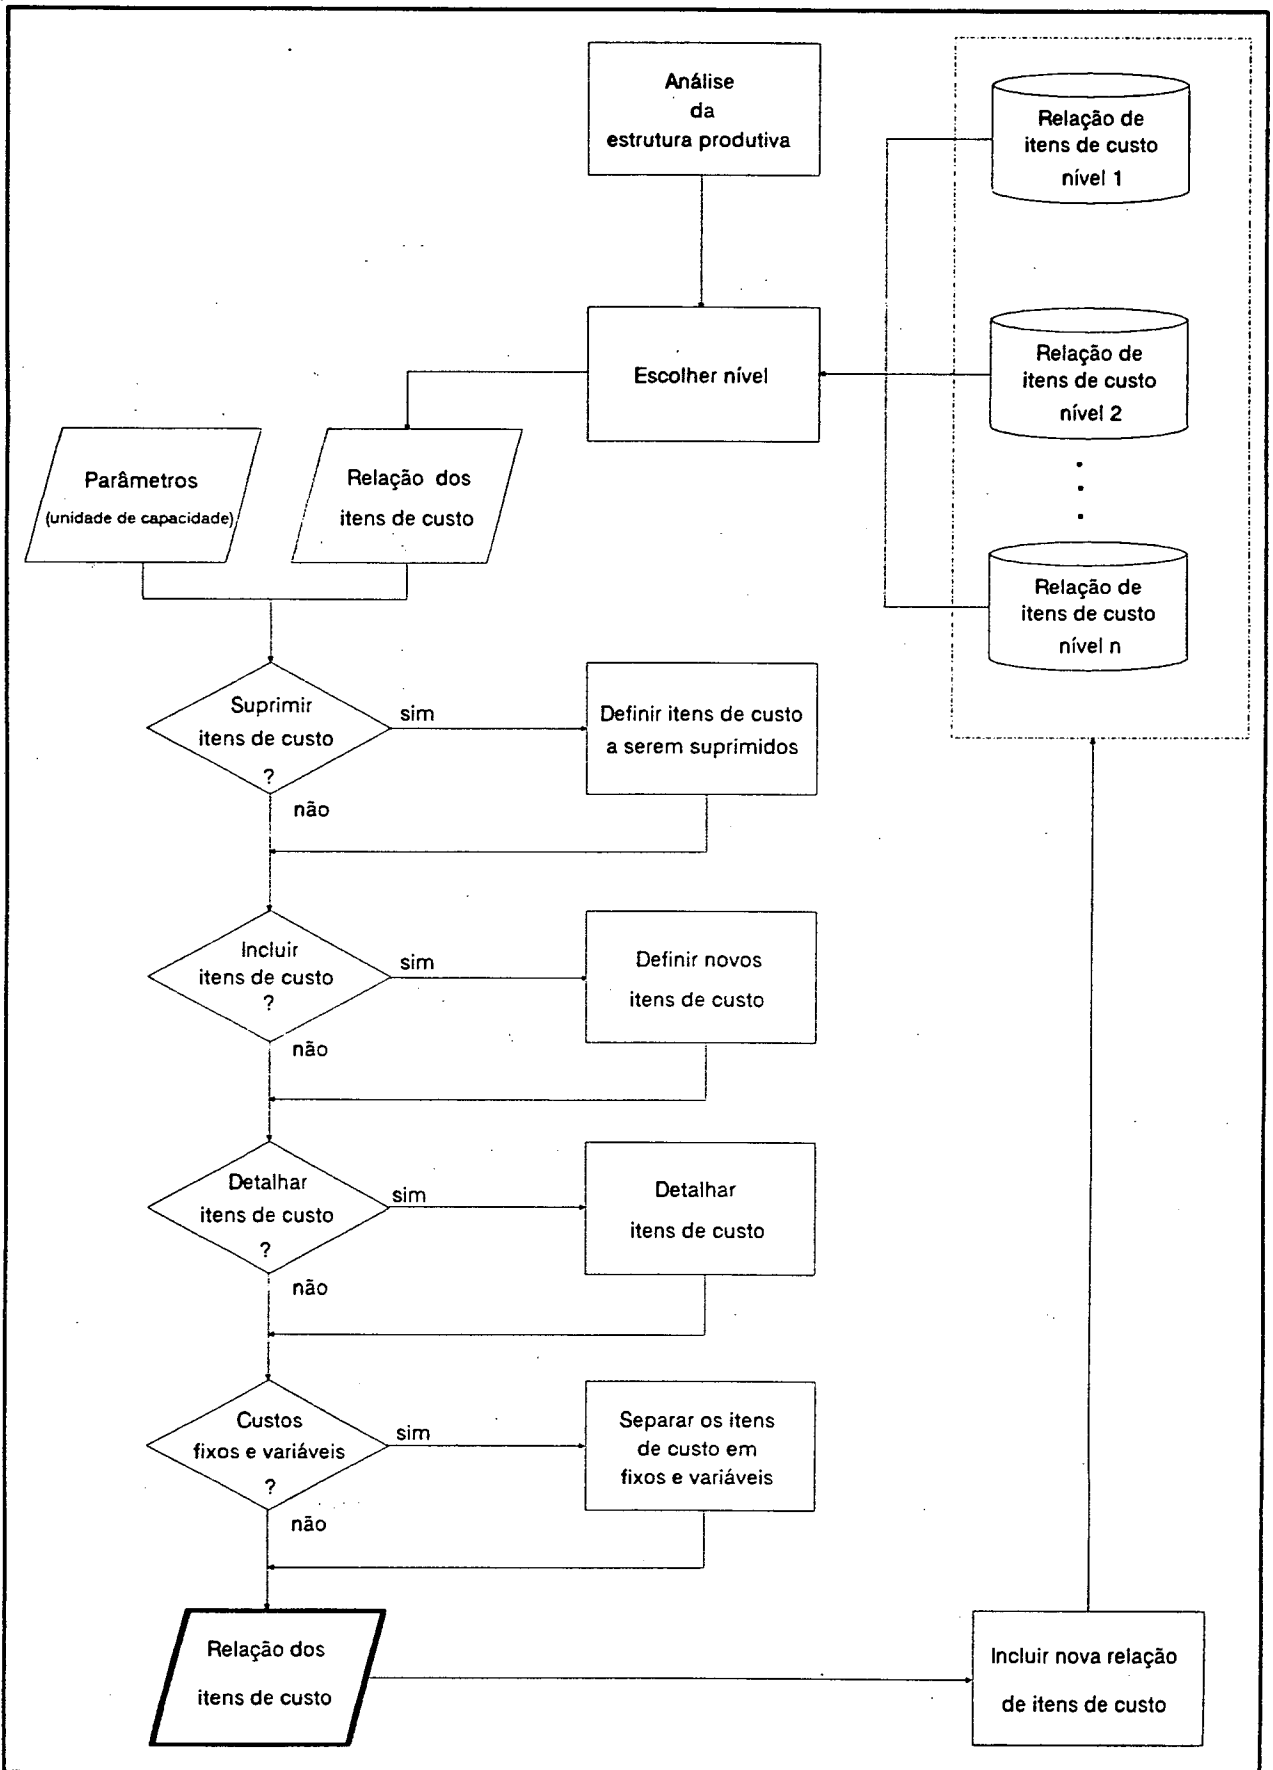 Análise
da
estrutura produtiva
Relação de
itens de custo
nível 1
Escolher nível
Relação de
itens de custo
nível 2
Parâmetros
(unidade de capacidade)
Relação dos
itens de custo
Relação de
itens de custo
nível n
Suprimir
itens de custo
?
sim
não
Definir itens de custo
a serem suprimidos
Incluir
itens de custo
?
sim
não
Definir novos
itens de custo
Detalhar
itens de custo
?
sim
não
Detalhar
itens de custo
Custos
fixos e variáveis
?
sim
não
Separar os itens
de custo em
fixos e variáveis
Relação dos
itens de custo
Incluir nova relação
de itens de custo